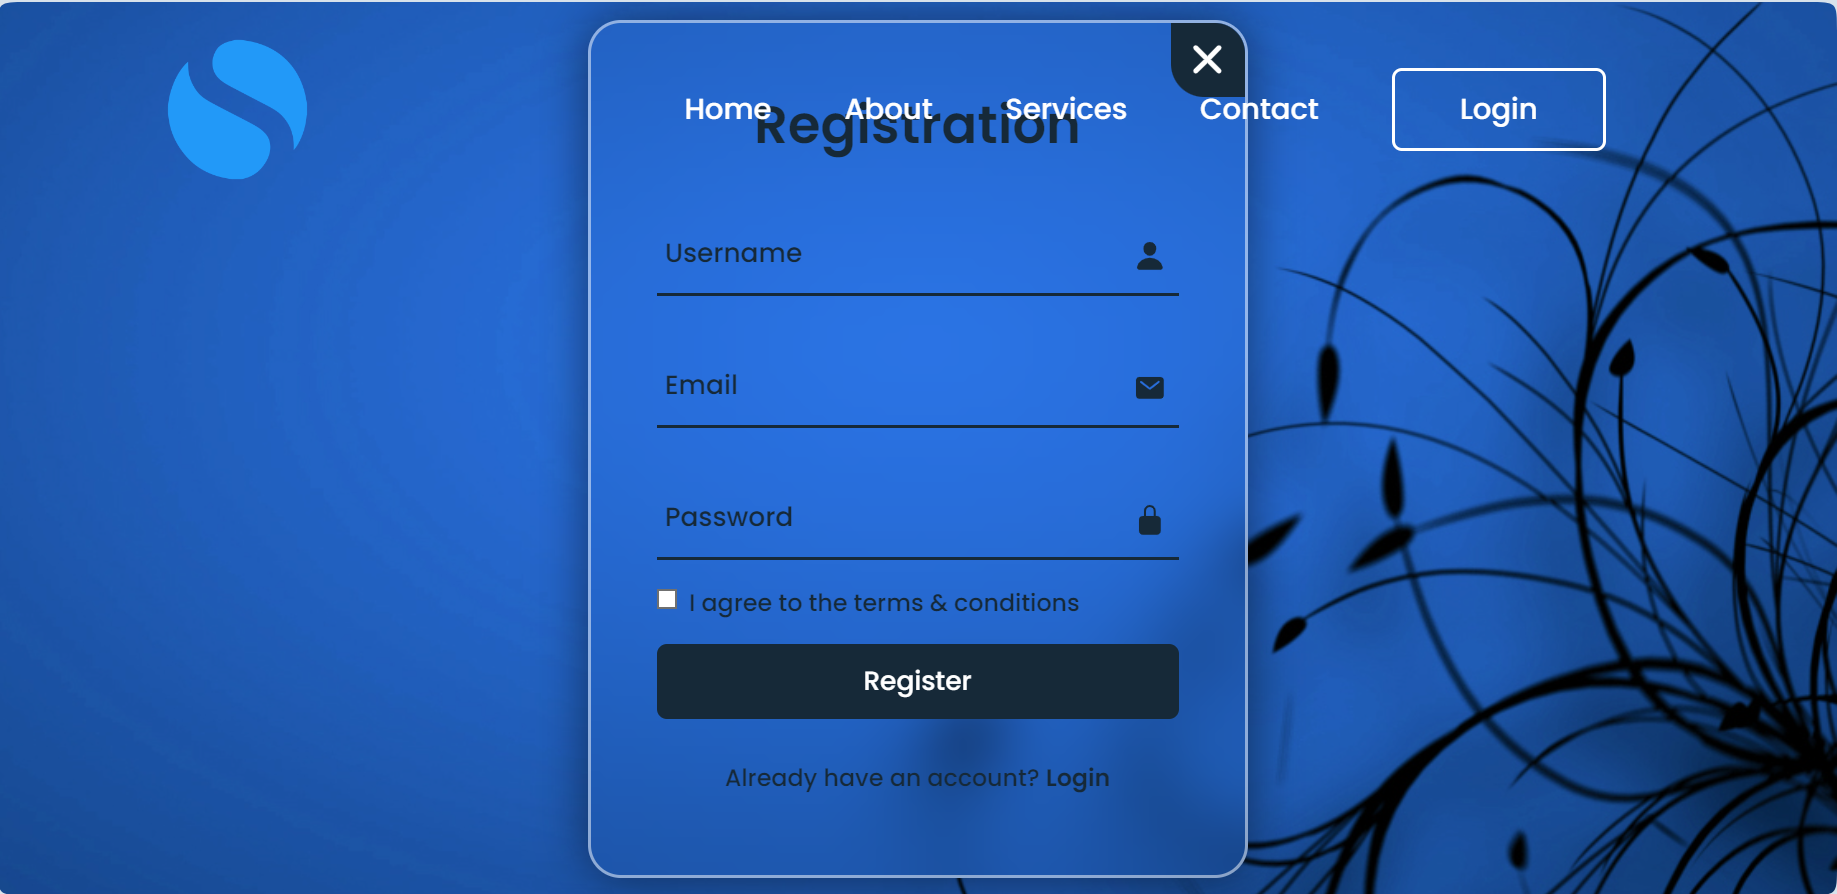 Home About Services Contact Login
Registration
Username
Email
Password
I agree to the terms & conditions
Register
Already have an account? Login